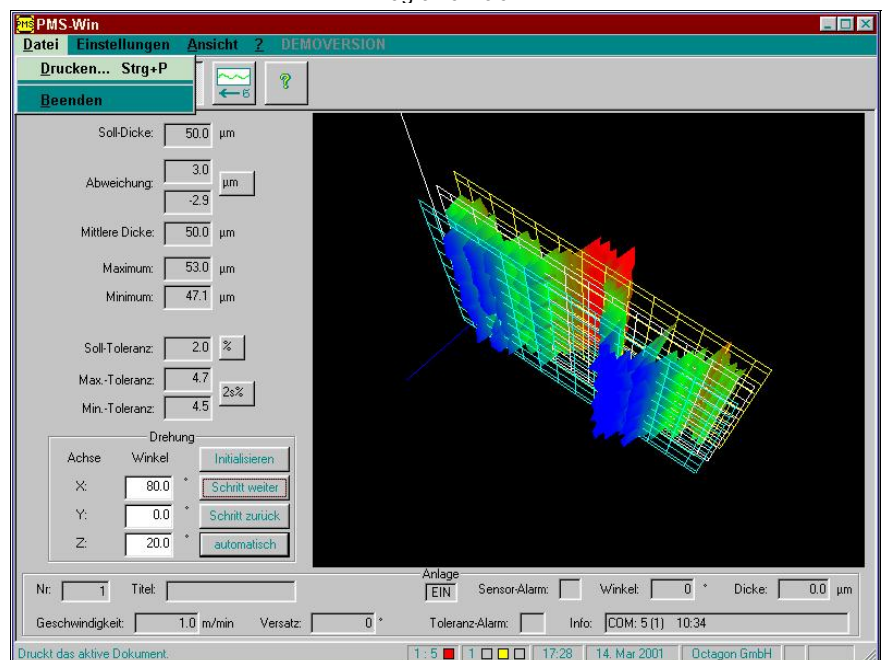 PMS PMS-Win
Datei Einstellungen Ansicht ? DEMOVERSION
Drucken... Strg+P
Beenden
6 ?
Soll-Dicke: 50.0 µm
Abweichung: 3.0 µm
-2.9
Mittlere Dicke: 50.0 µm
Maximum: 53.0 µm
Minimum: 47.1 µm
Soll-Toleranz: 2.0 %
Max.-Toleranz: 4.7 2s%
Min.-Toleranz: 4.5
Drehung
Achse Winkel Initialisieren
X: 80.0 ° Schritt weiter
Y: 0.0 ° Schritt zurück
Z: 20.0 ° automatisch
Anlage
Nr: 1 Titel: EIN Sensor-Alarm: Winkel: 0 ° Dicke: 0.0 µm
Geschwindigkeit: 1.0 m/min Versatz: 0 ° Toleranz-Alarm: Info: COM: 5 (1) 10:34
Druckt das aktive Dokument. 1 : 5 1 17:28 14. Mar 2001 Octagon GmbH